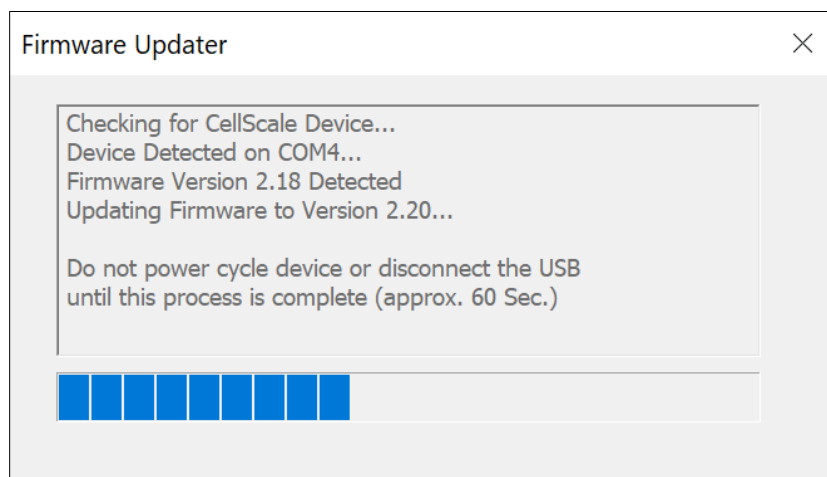 Firmware Updater
Checking for CellScale Device...
Device Detected on COM4...
Firmware Version 2.18 Detected
Updating Firmware to Version 2.20...
Do not power cycle device or disconnect the USB
until this process is complete (approx. 60 Sec.)